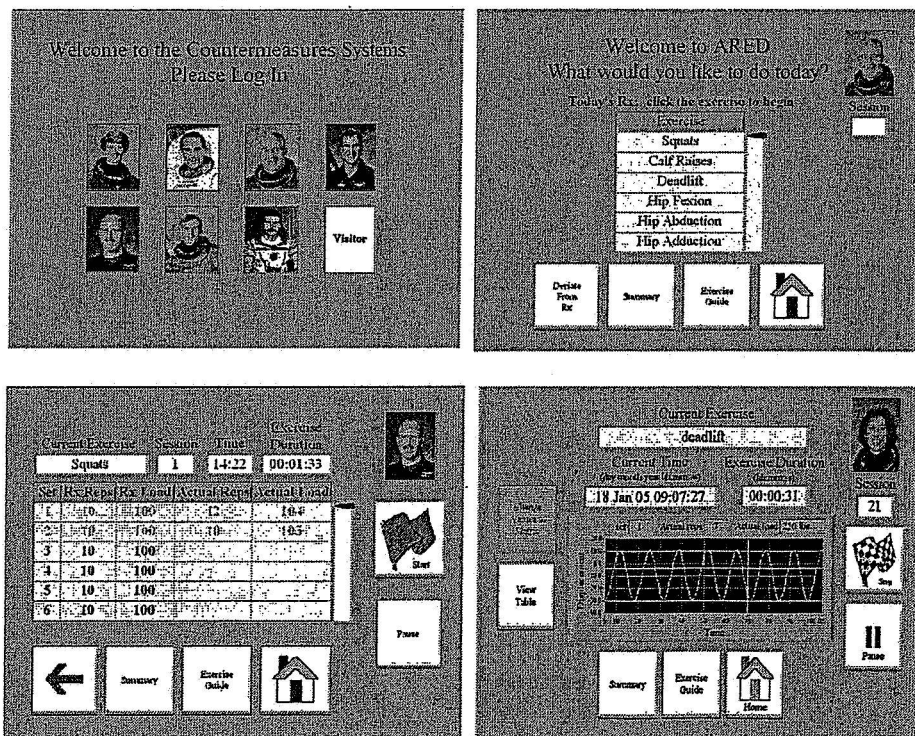 Welcome to the Countermeasures Systems
Please Log In
Visitor
Welcome to ARED
What would you like to do today?
Today's Rx: click the exercise to begin
Exercise
Squats
Calf Raises
Deadlift
Hip Fexion
Hip Abduction
Hip Adduction
Session
Deviate
From
Rx
Summary
Exercise
Guide
Current Exercise Session Time Exercise
Duration
Squats 1 14:22 00:01:33
Set Rx Reps Rx Load Actual Reps Actual Load
1 10 100 12 104
2 10 100 10 105
3 10 100
4 10 100
5 10 100
6 10 100
Start
Pause
Summary
Exercise
Guide
Current Exercise
deadlift
Current Time Exercise Duration
18 Jan 05 09:07:27 00:00:31
Session
21
View
Table
Time
Stop
Pause
Summary
Exercise
Guide
Home